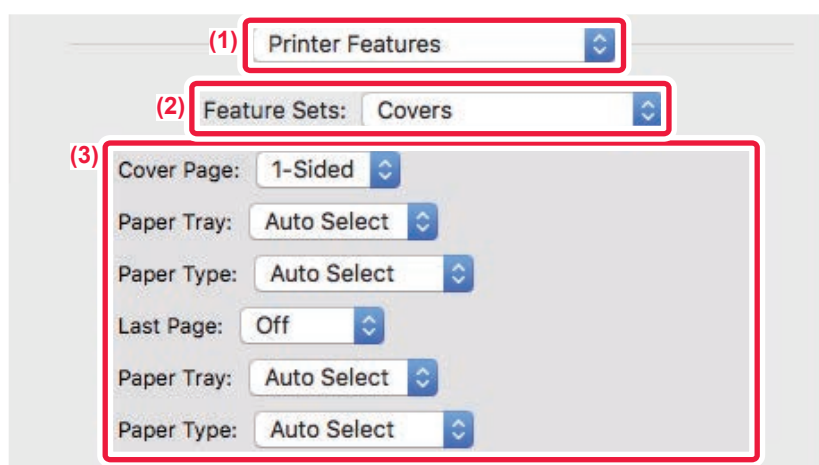 (1) Printer Features
(2) Feature Sets: Covers
(3)
Cover Page: 1-Sided
Paper Tray: Auto Select
Paper Type: Auto Select
Last Page: Off
Paper Tray: Auto Select
Paper Type: Auto Select